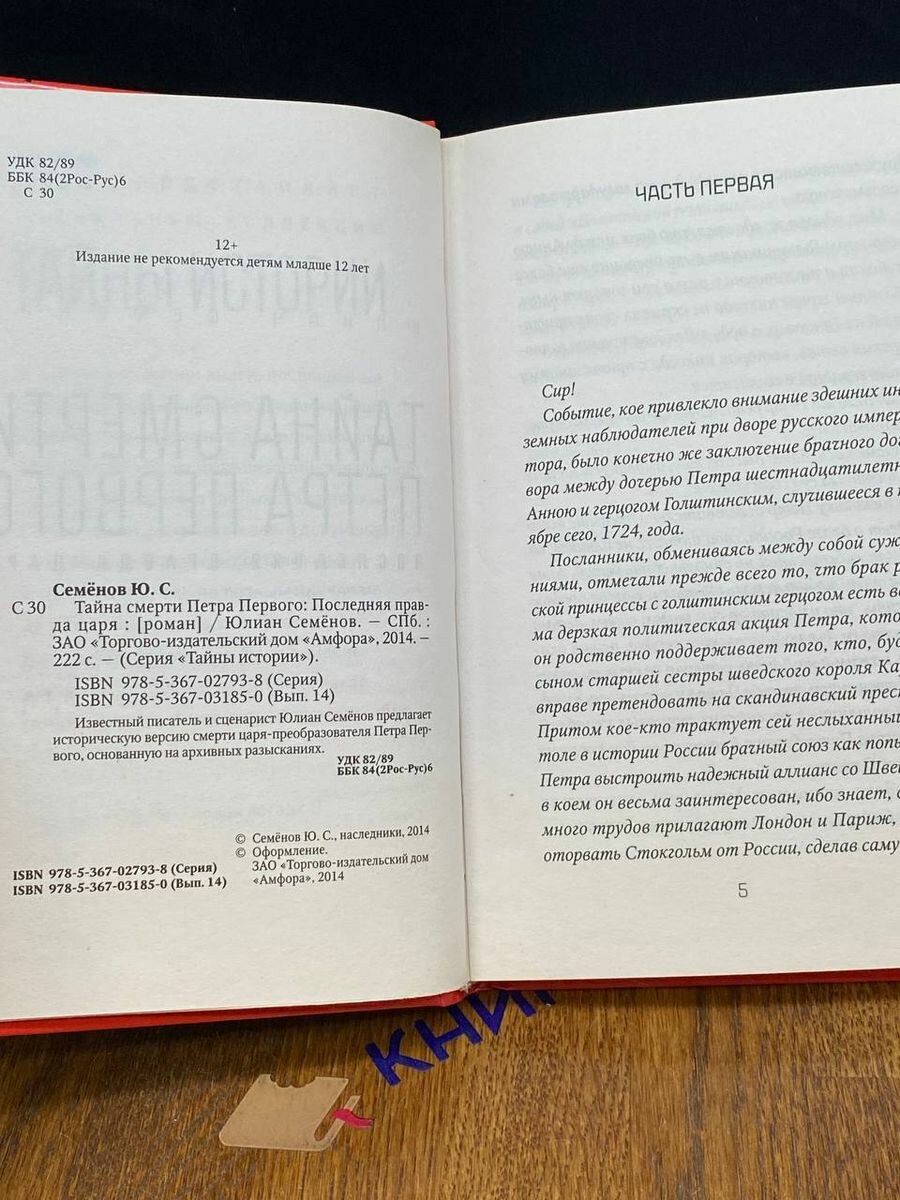 УДК 82/89
ББК 84(2Рос-Рус)6
С 30
12+
Издание не рекомендуется детям младше 12 лет
Семёнов Ю. С.
С 30 Тайна смерти Петра Первого: Последняя прав-
да царя : [роман] / Юлиан Семёнов. — СПб. :
ЗАО «Торгово-издательский дом «Амфора», 2014. –
222 с. — (Серия «Тайны истории»).
ISBN 978-5-367-02793-8 (Серия)
ISBN 978-5-367-03185-0 (Вып. 14)
Известный писатель и сценарист Юлиан Семёнов предлагает
историческую версию смерти царя-преобразователя Петра Пер-
вого, основанную на архивных разысканиях.
УДК 82/89
ББК 84(2Рос-Рус)6
ISBN 978-5-367-02793-8 (Серия)
ISBN 978-5-367-03185-0 (Вып. 14)
© Семёнов Ю. С., наследники, 2014
© Оформление.
ЗАО «Торгово-издательский дом
«Амфора», 2014
ЧАСТЬ ПЕРВАЯ
Сир!
Событие, кое привлекло внимание здешних ин
земных наблюдателей при дворе русского импер
тора, было конечно же заключение брачного дог
вора между дочерью Петра шестнадцатилетн
Анною и герцогом Голштинским, случившееся в
ябре сего, 1724, года.
Посланники, обмениваясь между собой суж
ниями, отмечали прежде всего то, что брак р
ской принцессы с голштинским герцогом есть ве
ма дерзкая политическая акция Петра, кото
он родственно поддерживает того, кто, буд
сыном старшей сестры шведского короля Ка
вправе претендовать на скандинавский прес
Притом кое-кто трактует сей неслыханный
толе в истории России брачный союз как поп
Петра выстроить надежный аллианс со Шве
в коем он весьма заинтересован, ибо знает, с
много трудов прилагают Лондон и Париж,
оторвать Стокгольм от России, сделав саму
5
КНИ